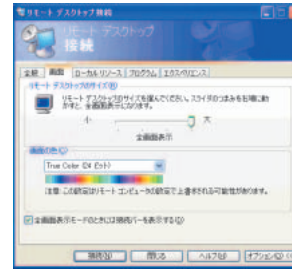 リモート デスクトップ接続
リモート デスクトップ
接続
全般 画面 ローカル リソース プログラム エクスペリエンス
リモート デスクトップのサイズ(R)
リモート デスクトップのサイズを選んでください。スライダのつまみを右端に動
かすと、全画面表示になります。
小 大
全画面表示
画面の色(C)
True Color (24 ビット)
注意: この設定はリモート コンピュータの設定で上書きされる可能性があります。
全画面表示モードのときには接続バーを表示する(D)
接続(N) 閉じる ヘルプ(H) オプション(O)